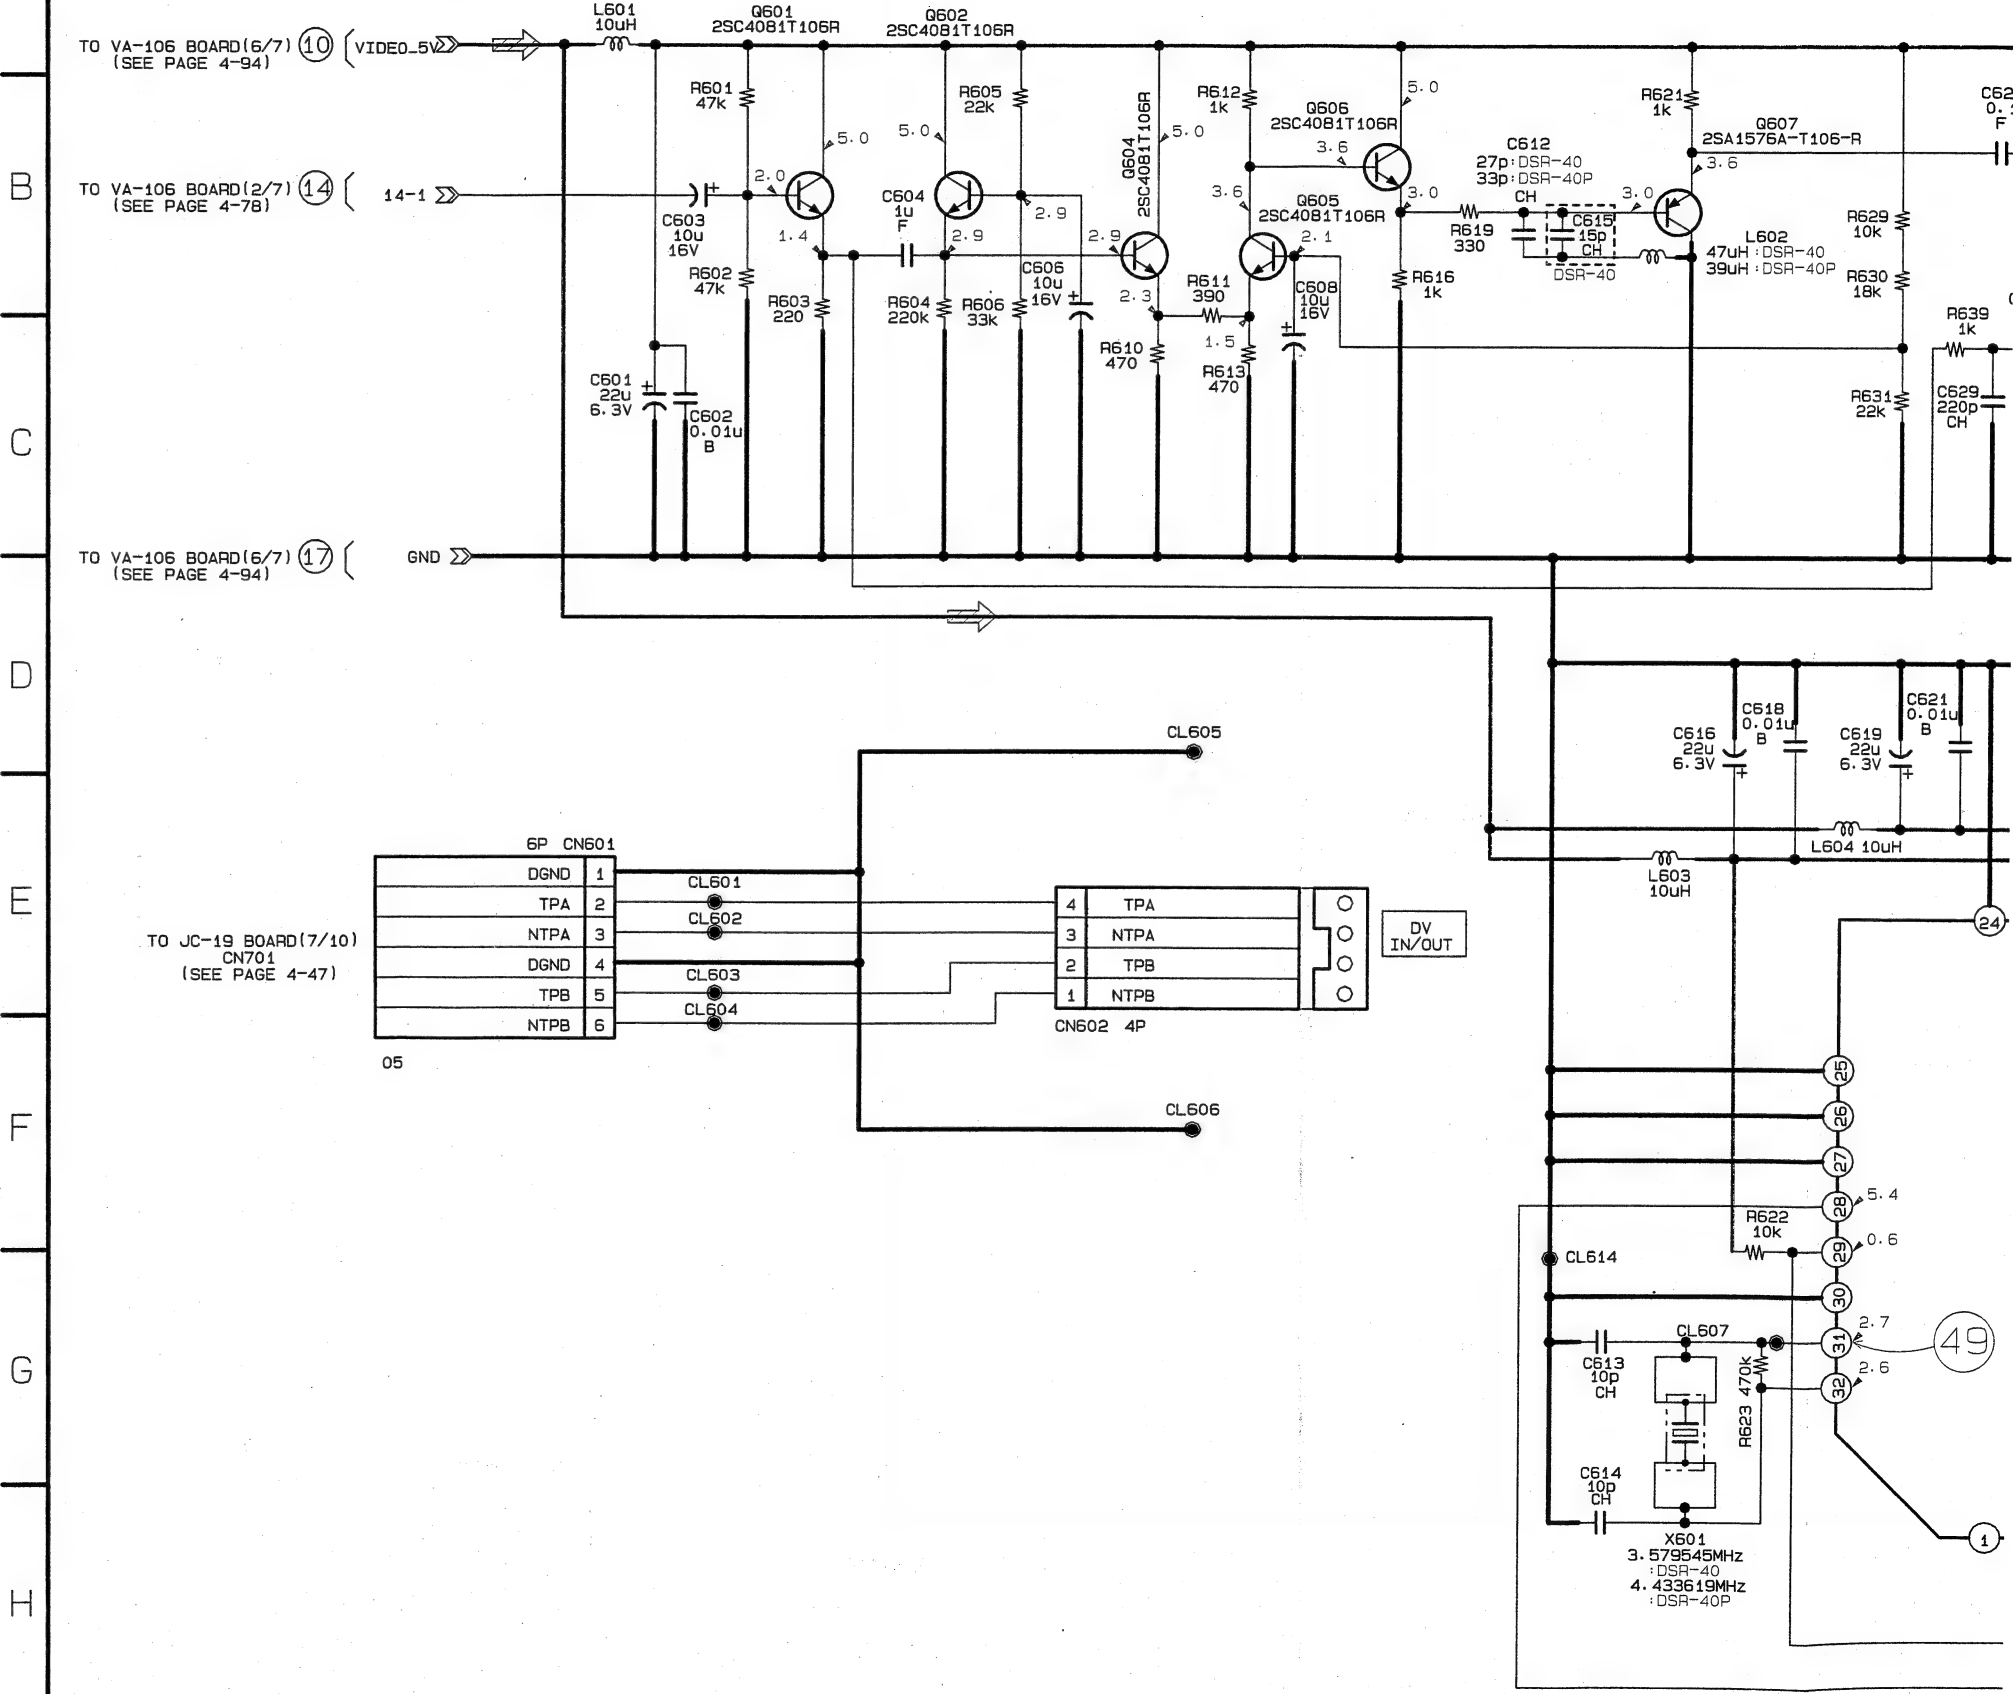 B
C
D
E
F
G
H
TO VA-106 BOARD(6/7) 10 VIDEO_5V
(SEE PAGE 4-94)
TO VA-106 BOARD(2/7) 14 14-1
(SEE PAGE 4-78)
TO VA-106 BOARD(6/7) 17 GND
(SEE PAGE 4-94)
L601
10uH
Q601
2SC4081T106R
Q602
2SC4081T106R
R601
47k
5.0
2.0
C603
10u
16V
1.4
R602
47k
R603
220
C601
22u
6.3V
C602
0.01u
B
5.0
C604
1u
F
2.9
R604
220k
R605
22k
2.9
R606
33k
C606
10u
16V
Q604
2SC4081T106R
5.0
2.9
2.3
R610
470
R611
390
R612
1k
3.6
Q605
2SC4081T106R
2.1
1.5
R613
470
C608
10u
16V
Q606
2SC4081T106R
5.0
3.6
3.0
R616
1k
R619
330
C612
27p:DSR-40
33p:DSR-40P
CH
C615
15p
CH
DSR-40
R621
1k
Q607
2SA1576A-T106-R
3.6
3.0
L602
47uH:DSR-40
39uH:DSR-40P
R629
10k
R630
18k
R631
22k
R639
1k
C629
220p
CH
F
C616
22u
6.3V
C618
0.01u
B
C619
22u
6.3V
C621
0.01u
B
L604 10uH
L603
10uH
CL605
6P CN601
DGND 1
TPA 2
NTPA 3
DGND 4
TPB 5
NTPB 6
05
TO JC-19 BOARD(7/10)
CN701
(SEE PAGE 4-47)
CL601
CL602
CL603
CL604
4 TPA
3 NTPA
2 TPB
1 NTPB
CN602 4P
DV
IN/OUT
CL606
24
25
26
27
28
5.4
R622
10k
29
0.6
CL614
30
CL607
31
2.7
49
32
2.6
C613
10p
CH
R623 470k
C614
10p
CH
X601
3.579545MHz
:DSR-40
4.433619MHz
:DSR-40P
1